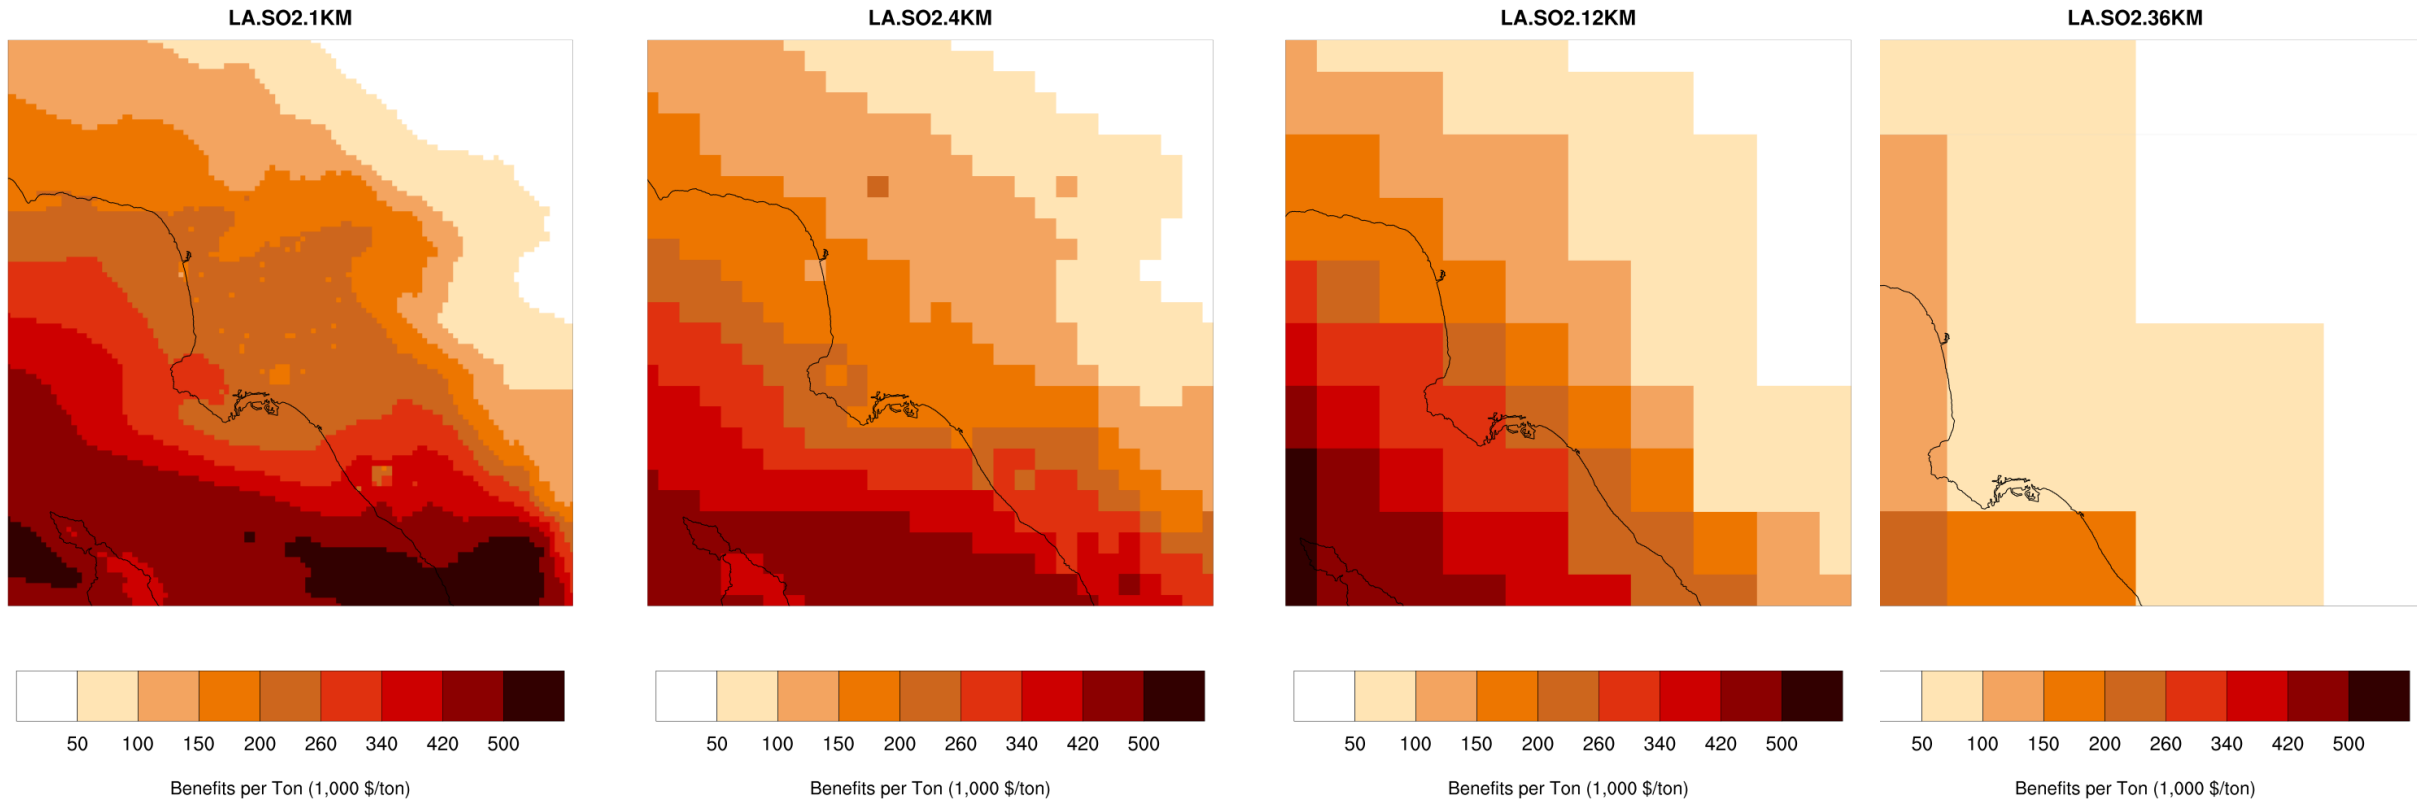 LA.SO2.1KM
50 100 150 200 260 340 420 500
Benefits per Ton (1,000 $/ton)
LA.SO2.4KM
50 100 150 200 260 340 420 500
Benefits per Ton (1,000 $/ton)
LA.SO2.12KM
50 100 150 200 260 340 420 500
Benefits per Ton (1,000 $/ton)
LA.SO2.36KM
50 100 150 200 260 340 420 500
Benefits per Ton (1,000 $/ton)